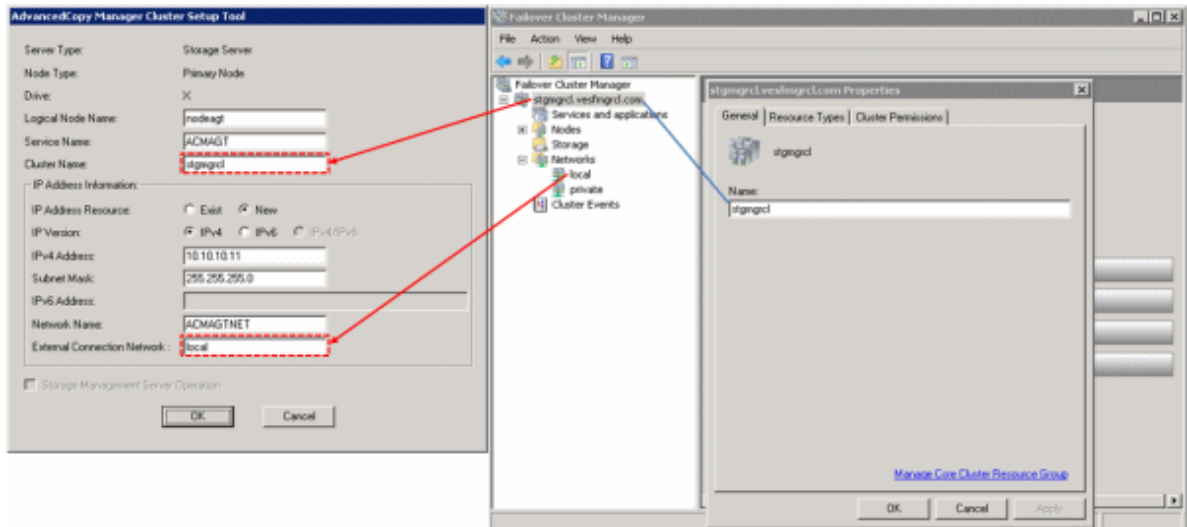 AdvancedCopy Manager Cluster Setup Tool
Server Type: Storage Server
Node Type: Primary Node
Drive: X
Logical Node Name: nodeagt
Service Name: ACMAGT
Cluster Name: stgmgrcl
IP Address Information:
IP Address Resource: Exist New
IP Version: IPv4 IPv6 IPv4/IPv6
IPv4 Address: 10.10.10.11
Subnet Mask: 255.255.255.0
IPv6 Address:
Network Name: ACMAGTNET
External Connection Network : local
Storage Management Server Operation
OK Cancel
Failover Cluster Manager
File Action View Help
Failover Cluster Manager
stgmgrcl.vesfmgrcl.com
Services and applications
Nodes
Storage
Networks
local
private
Cluster Events
stgmgrcl.vesfmgrcl.com Properties
General Resource Types Cluster Permissions
stgmgrcl
Name:
stgmgrcl
Manage Core Cluster Resource Group
OK Cancel Apply